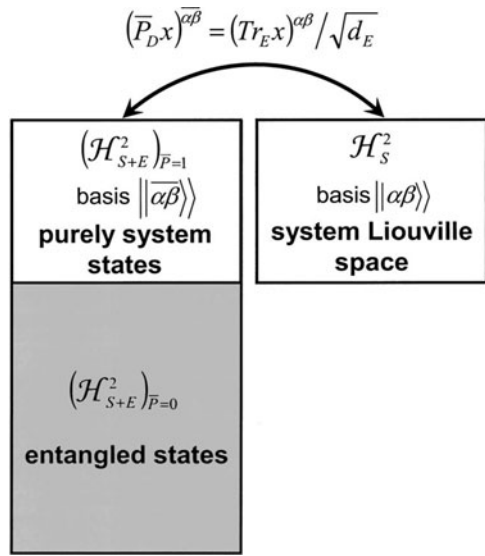 (P̅_D x)^{\overline{αβ}} = (Tr_E x)^{αβ} / √d_E
(ℋ²_{S+E})_{P̅=1}
basis ||\overline{αβ}⟩⟩
purely system
states
ℋ²_S
basis ||αβ⟩⟩
system Liouville
space
(ℋ²_{S+E})_{P̅=0}
entangled states